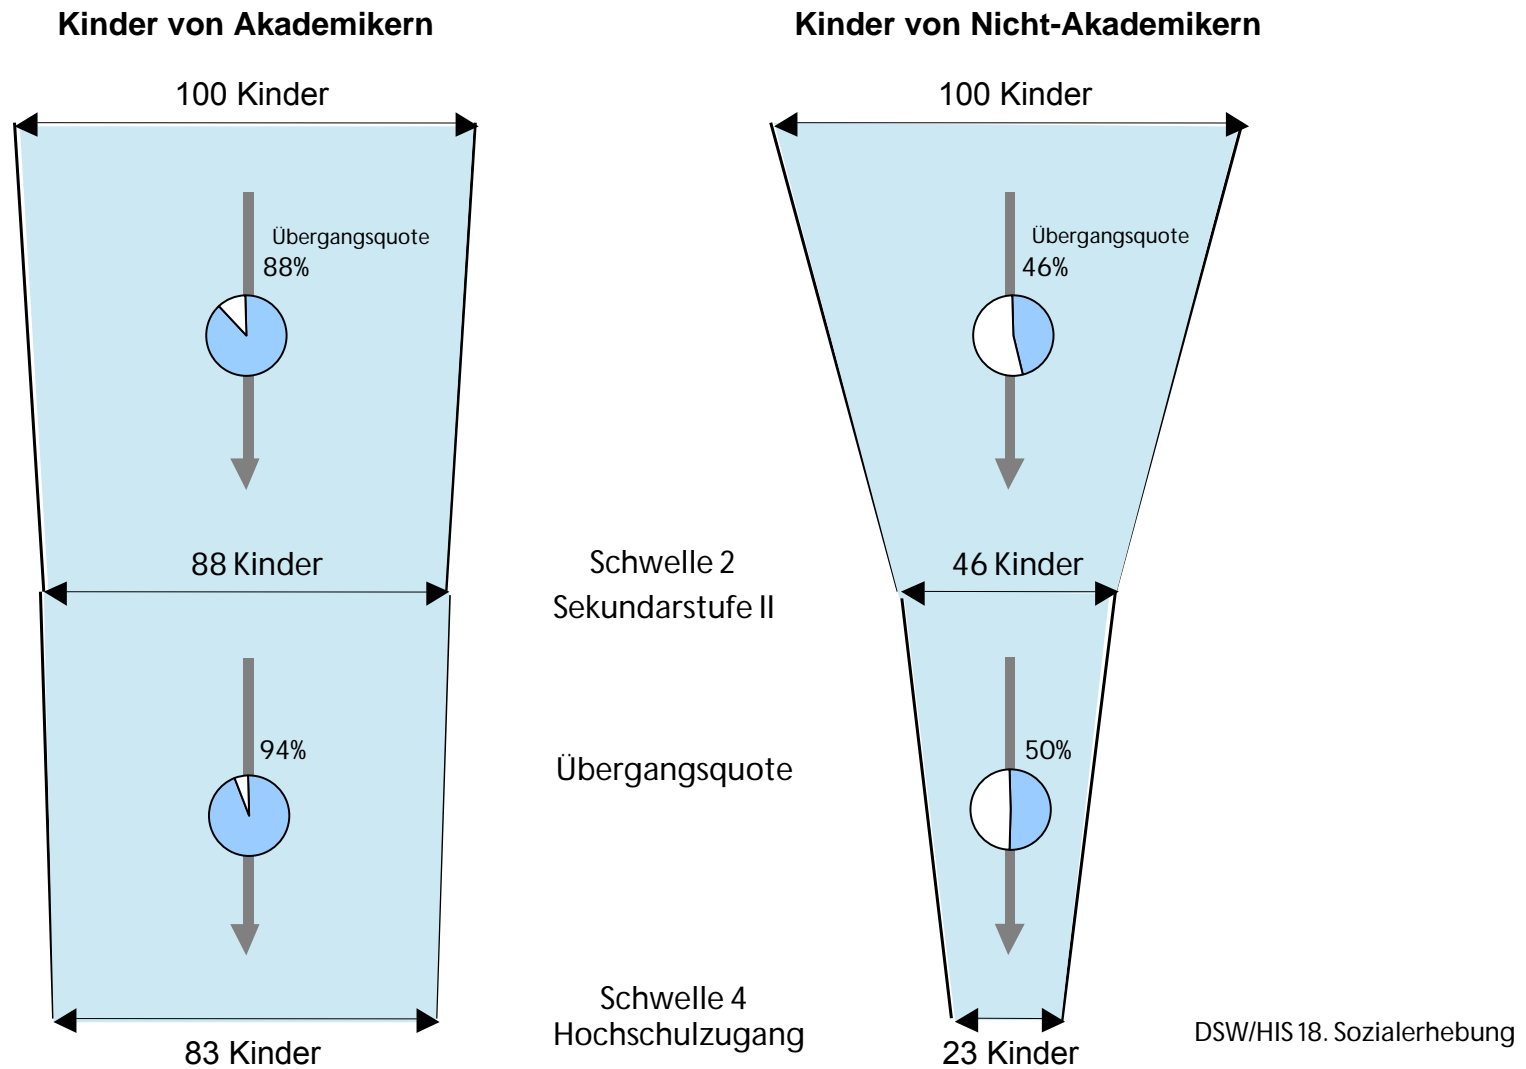 Kinder von Akademikern
Kinder von Nicht-Akademikern
100 Kinder
100 Kinder
Übergangsquote
88%
Übergangsquote
46%
88 Kinder
Schwelle 2
Sekundarstufe II
46 Kinder
94%
Übergangsquote
50%
Schwelle 4
Hochschulzugang
83 Kinder
23 Kinder
DSW/HIS 18. Sozialerhebung